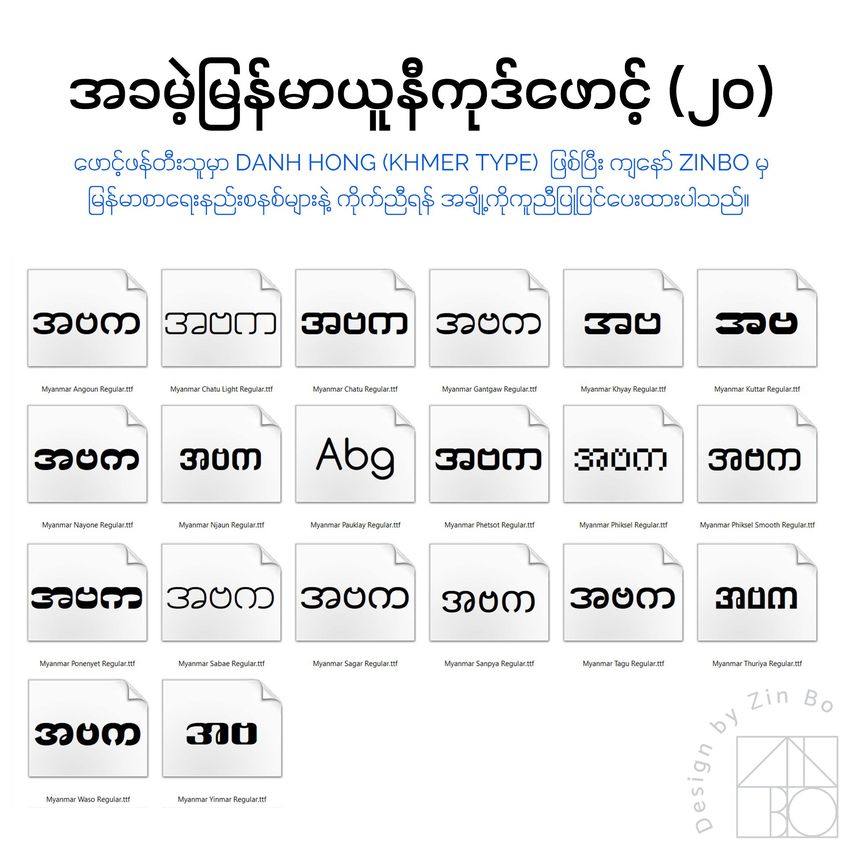 အခမဲ့မြန်မာယူနီကုဒ်ဖောင့် (၂၀)
ဖောင့်ဖန်တီးသူမှာ DANH HONG (KHMER TYPE) ဖြစ်ပြီး ကျနော် ZINBO မှ
မြန်မာစာရေးနည်းစနစ်များနဲ့ ကိုက်ညီရန် အချို့ကိုကူညီပြုပြင်ပေးထားပါသည်။
အဗက အဗက အဗက အဗက အဗ အဗ
Myanmar Angoun Regular.ttf Myanmar Chatu Light Regular.ttf Myanmar Chatu Regular.ttf Myanmar Gantgaw Regular.ttf Myanmar Khyay Regular.ttf Myanmar Kuttar Regular.ttf
အဗက အဗက Abg အဗက အဗက အဗက
Myanmar Nayone Regular.ttf Myanmar Njaun Regular.ttf Myanmar Pauklay Regular.ttf Myanmar Phetsot Regular.ttf Myanmar Phiksel Regular.ttf Myanmar Phiksel Smooth Regular.ttf
အဗက အဗက အဗက အဗက အဗက အဗက
Myanmar Ponenyet Regular.ttf Myanmar Sabae Regular.ttf Myanmar Sagar Regular.ttf Myanmar Sanpya Regular.ttf Myanmar Tagu Regular.ttf Myanmar Thuriya Regular.ttf
အဗက အဗ
Myanmar Waso Regular.ttf Myanmar Yinmar Regular.ttf
Design by Zin Bo